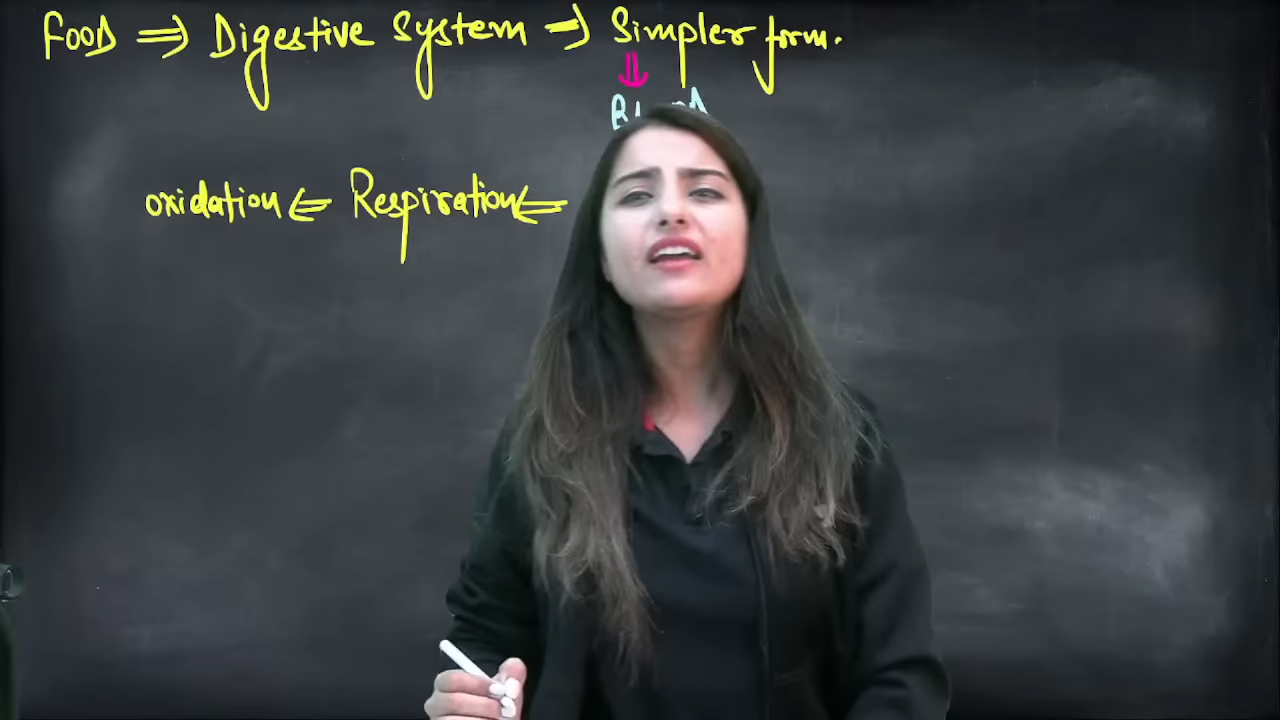 FOOD ⇒ Digestive System ⇒ Simpler form.
⇓
oxidation ⇐ Respiration ⇐